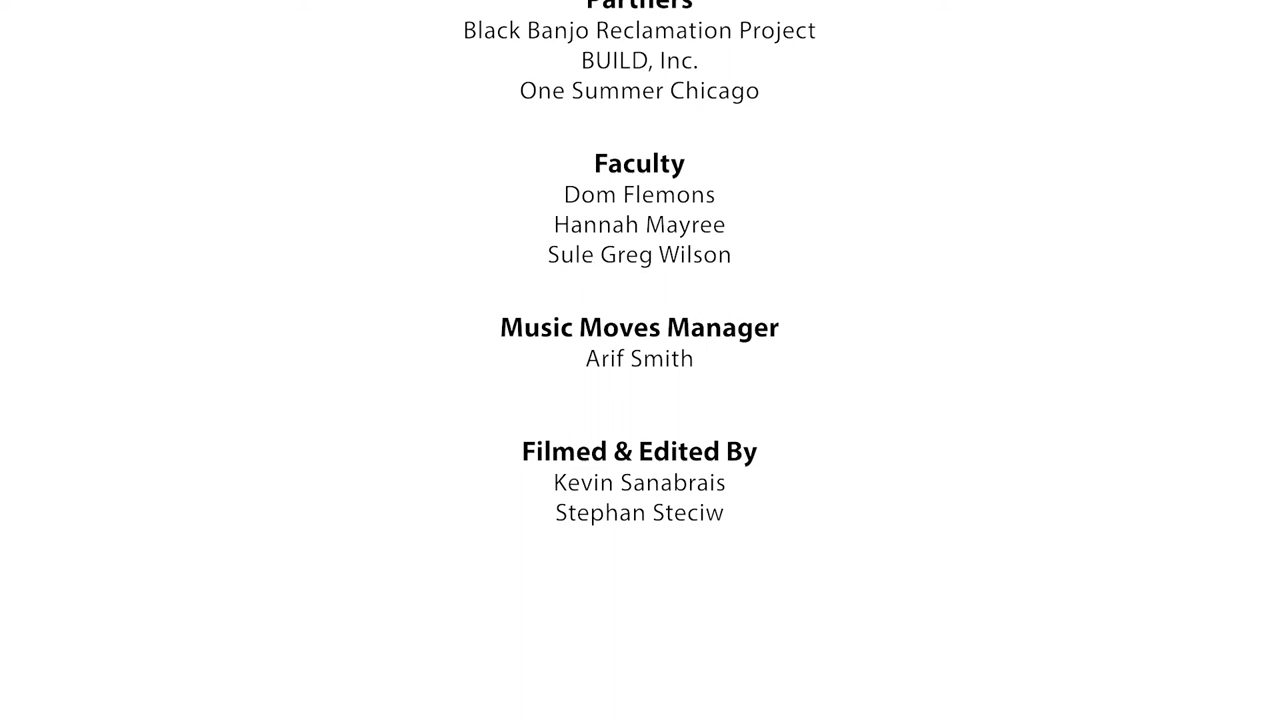 Partners
Black Banjo Reclamation Project
BUILD, Inc.
One Summer Chicago
Faculty
Dom Flemons
Hannah Mayree
Sule Greg Wilson
Music Moves Manager
Arif Smith
Filmed & Edited By
Kevin Sanabrais
Stephan Steciw